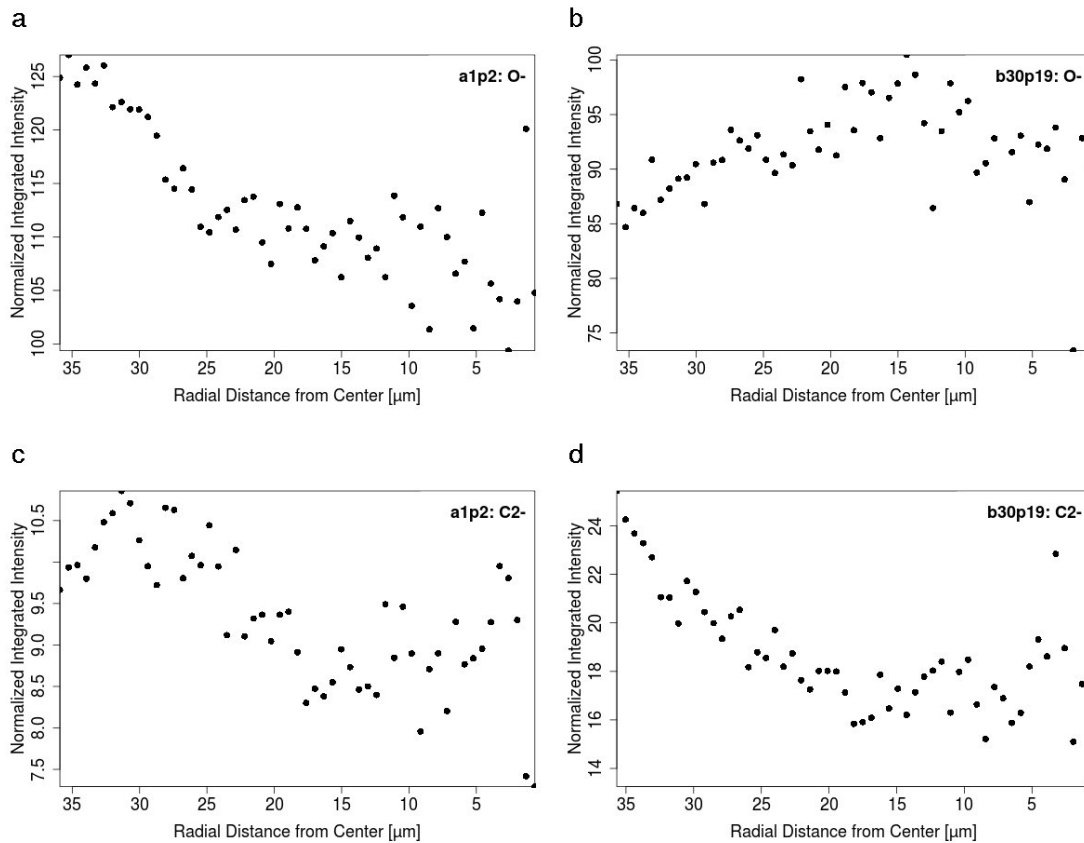 a
b
a1p2: O-
b30p19: O-
Normalized Integrated Intensity
125
120
115
110
105
100
35 30 25 20 15 10 5
Radial Distance from Center [μm]
Normalized Integrated Intensity
100
95
90
85
80
75
35 30 25 20 15 10 5
Radial Distance from Center [μm]
c
d
a1p2: C2-
b30p19: C2-
Normalized Integrated Intensity
10.5
9.5
9.0
8.5
8.0
7.5
35 30 25 20 15 10 5
Radial Distance from Center [μm]
Normalized Integrated Intensity
24
22
20
18
16
14
35 30 25 20 15 10 5
Radial Distance from Center [μm]